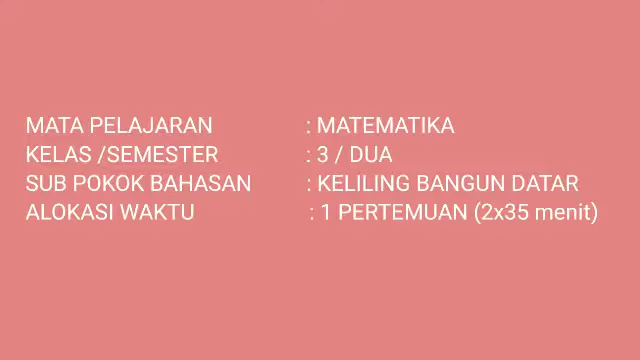 MATA PELAJARAN : MATEMATIKA
KELAS /SEMESTER : 3 / DUA
SUB POKOK BAHASAN : KELILING BANGUN DATAR
ALOKASI WAKTU : 1 PERTEMUAN (2x35 menit)